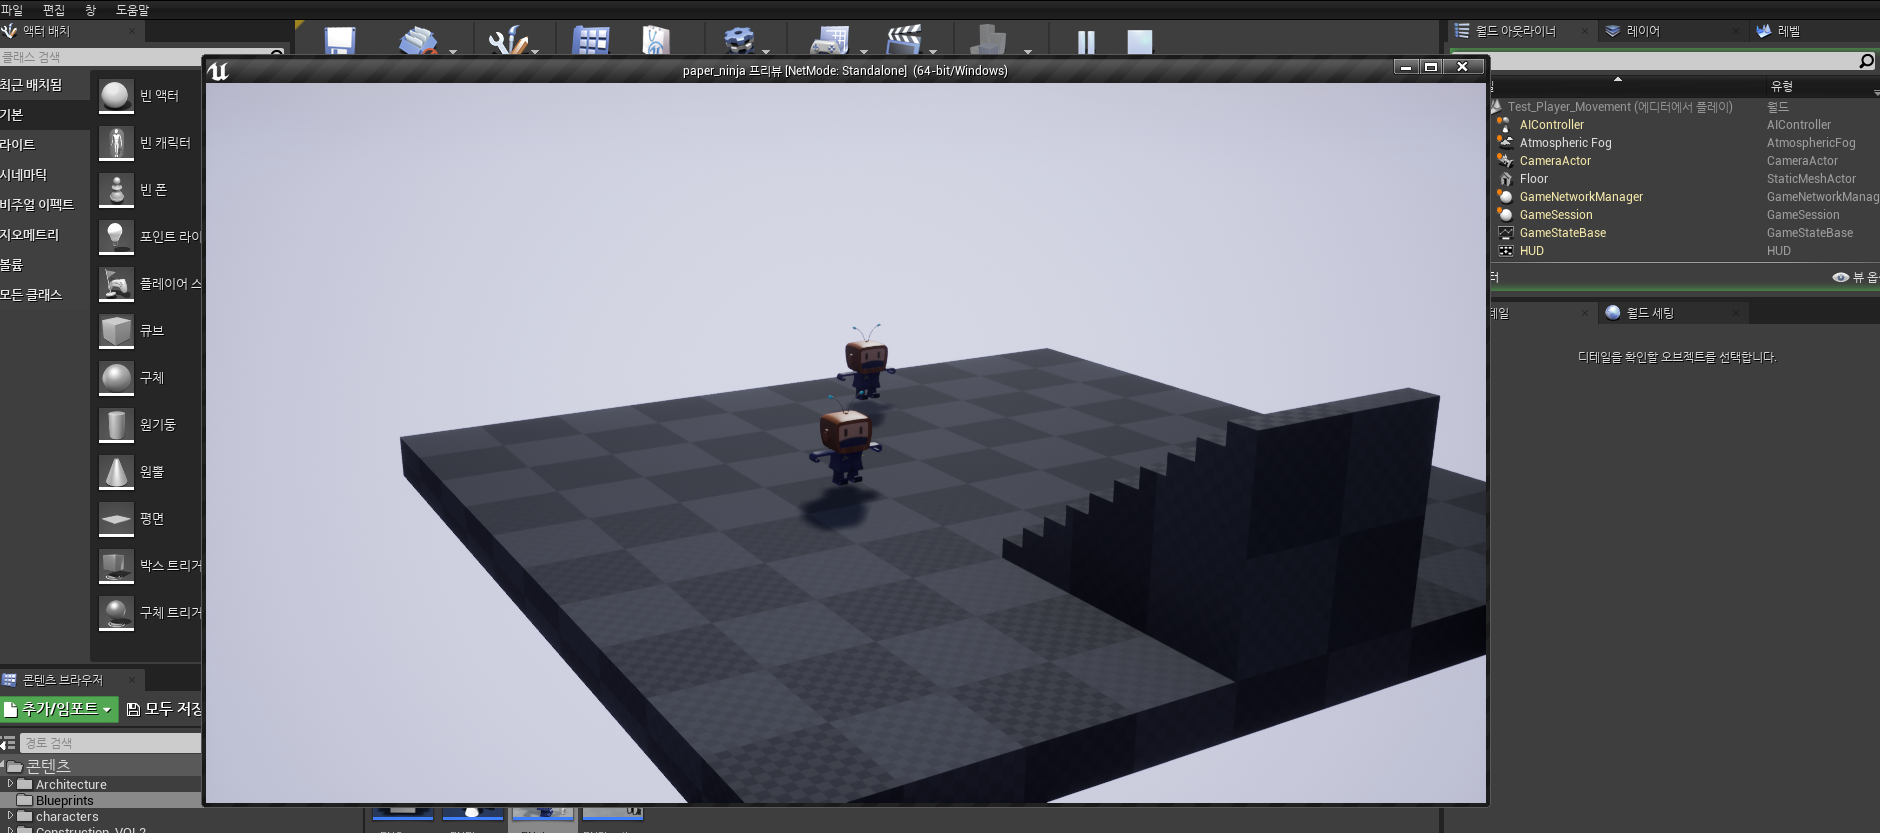 파일 편집 창 도움말
액터 배치
클래스 검색
최근 배치됨
기본
라이트
시네마틱
비주얼 이펙트
지오메트리
볼륨
모든 클래스
빈 액터
빈 캐릭터
빈 폰
포인트 라이
플레이어 스
큐브
구체
원기둥
원뿔
평면
박스 트리거
구체 트리거
paper_ninja 프리뷰 [NetMode: Standalone] (64-bit/Windows)
월드 아웃라이너
레이어
레벨
유형
Test_Player_Movement (에디터에서 플레이) 월드
AIController AIController
Atmospheric Fog AtmosphericFog
CameraActor CameraActor
Floor StaticMeshActor
GameNetworkManager GameNetworkManag
GameSession GameSession
GameStateBase GameStateBase
HUD HUD
터
뷰 옵
테일
월드 세팅
디테일을 확인할 오브젝트를 선택합니다.
콘텐츠 브라우저
추가/임포트 모두 저장
경로 검색
콘텐츠
Architecture
Blueprints
characters
Construction_VOL2